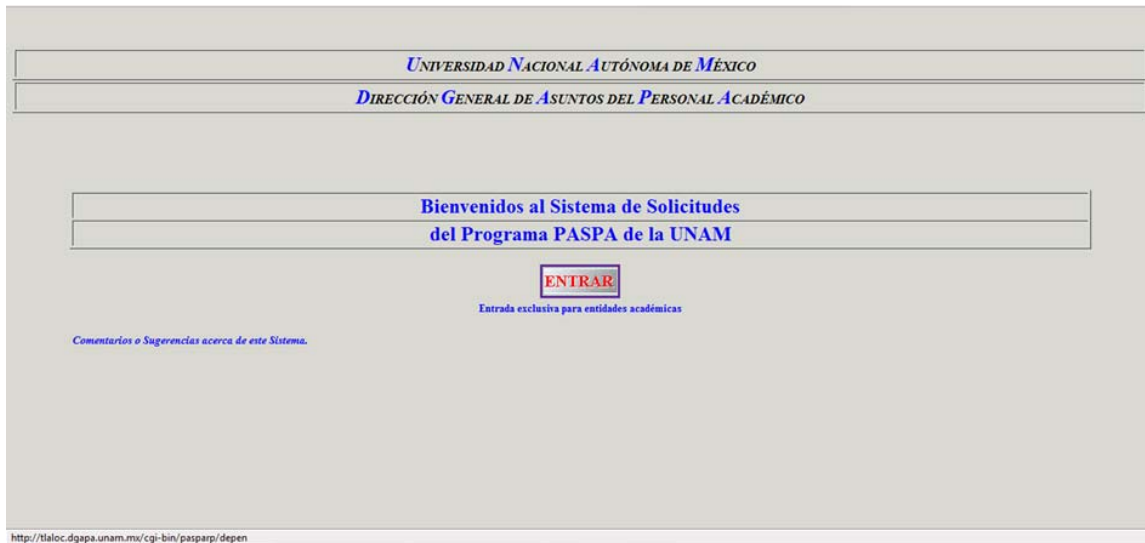 UNIVERSIDAD NACIONAL AUTÓNOMA DE MÉXICO
DIRECCIÓN GENERAL DE ASUNTOS DEL PERSONAL ACADÉMICO
Bienvenidos al Sistema de Solicitudes
del Programa PASPA de la UNAM
ENTRAR
Entrada exclusiva para entidades académicas
Comentarios o Sugerencias acerca de este Sistema.
http://tlaloc.dgapa.unam.mx/cgi-bin/pasparp/depen